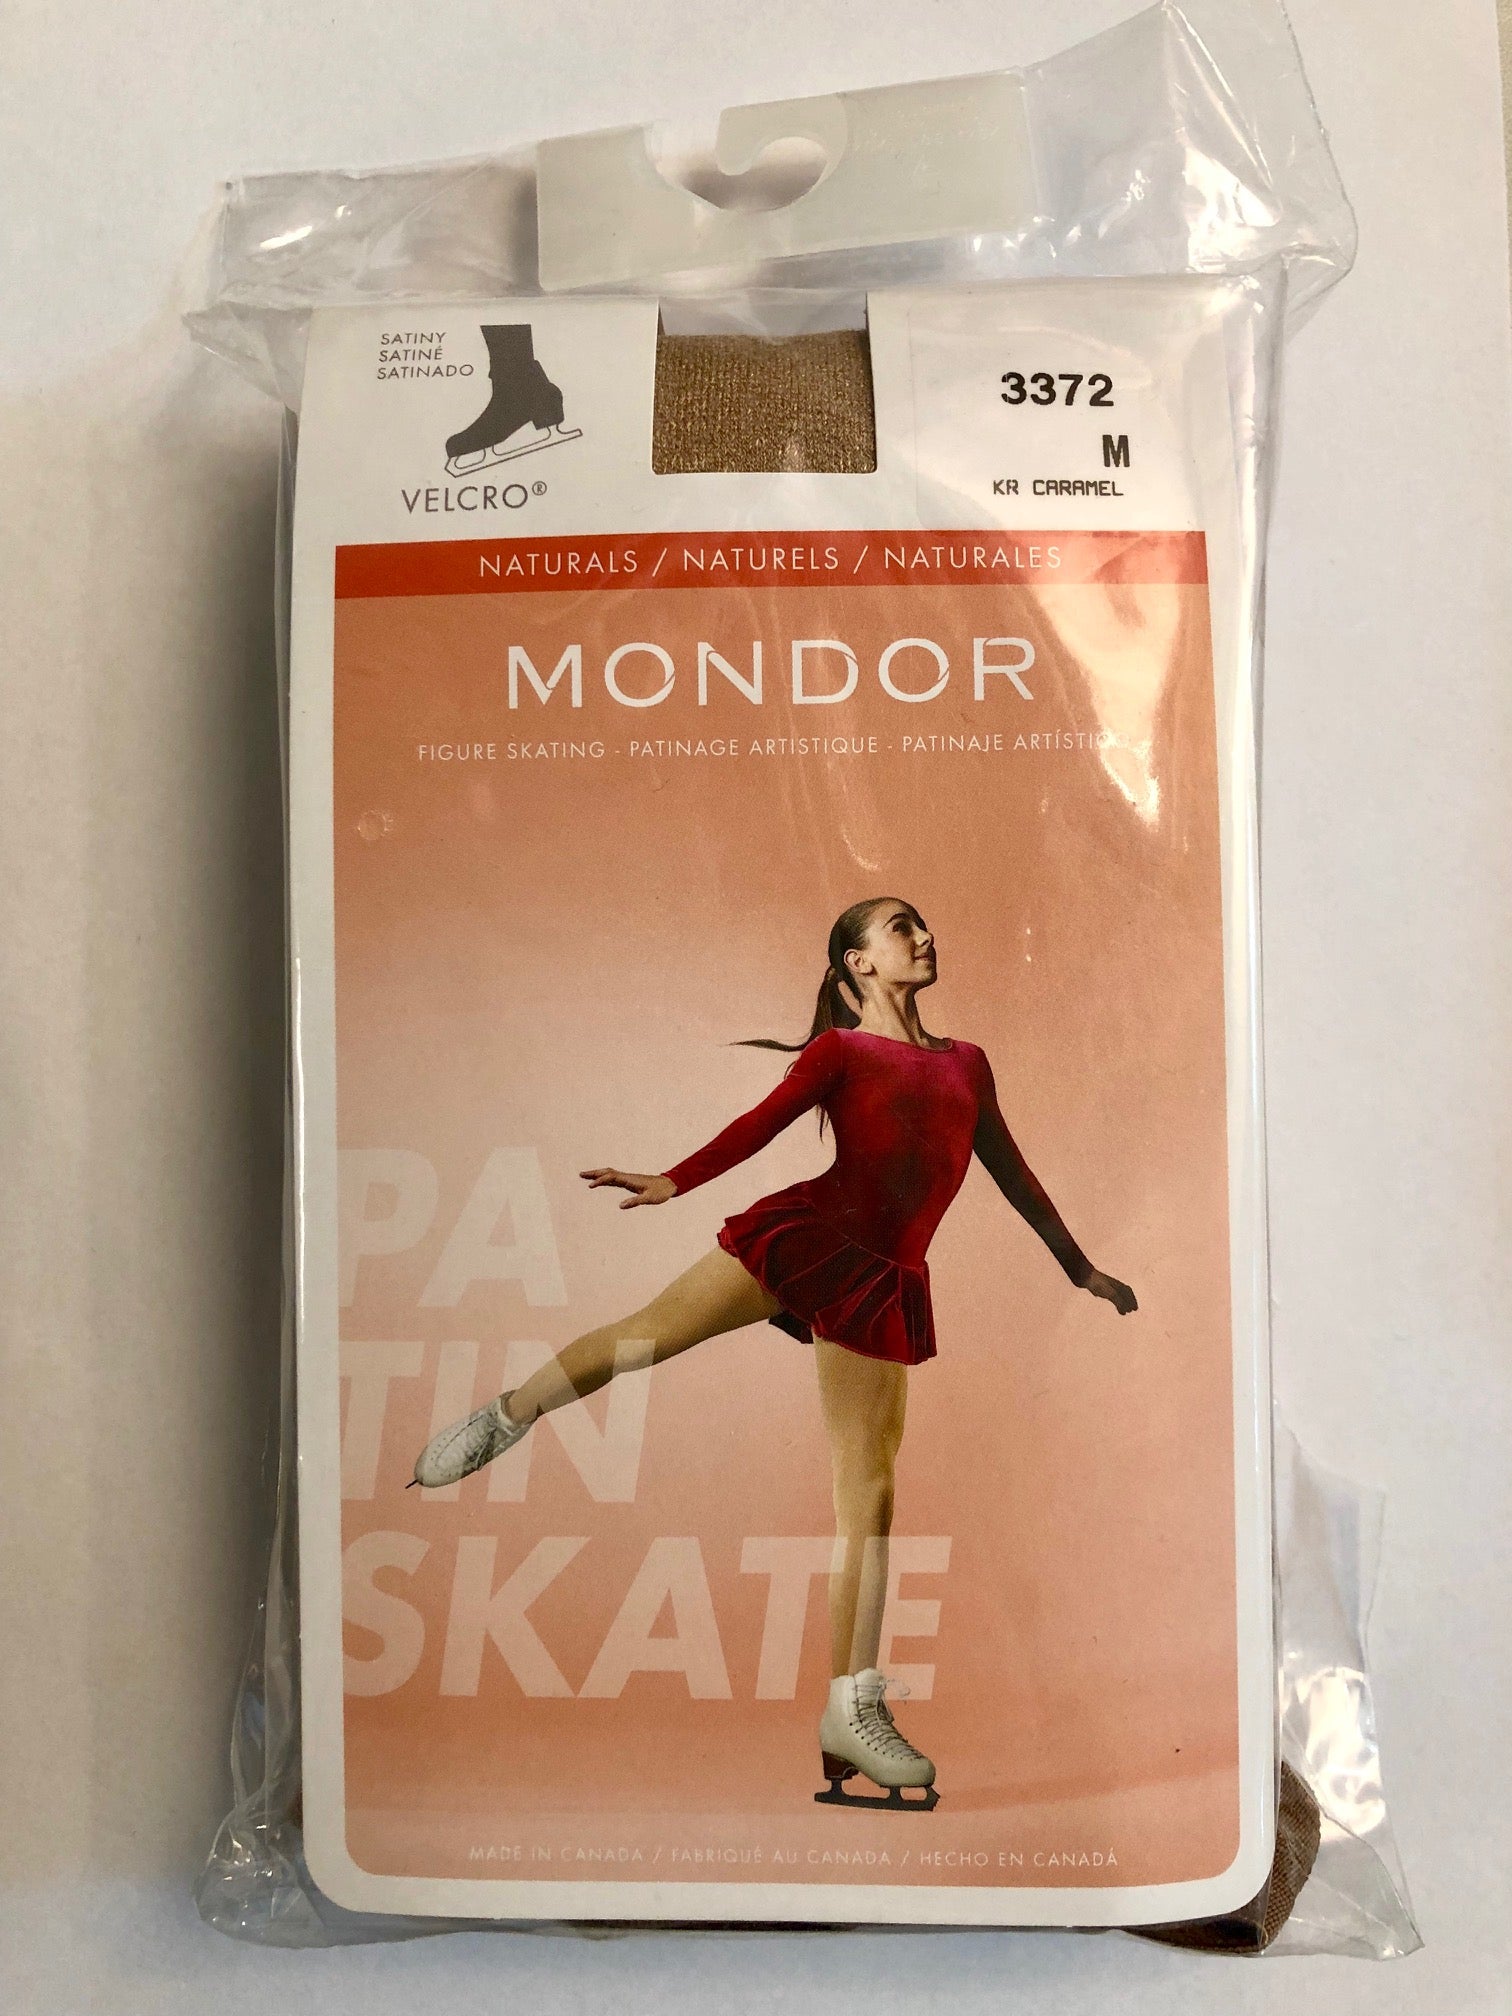 SATINY
SATINÉ
SATINADO
VELCRO®
3372
M
KR CARAMEL
NATURALS / NATURELS / NATURALES
MONDOR
FIGURE SKATING - PATINAGE ARTISTIQUE - PATINAJE ARTÍSTICO
PA
TIN
SKATE
MADE IN CANADA / FABRIQUÉ AU CANADA / HECHO EN CANADÁ